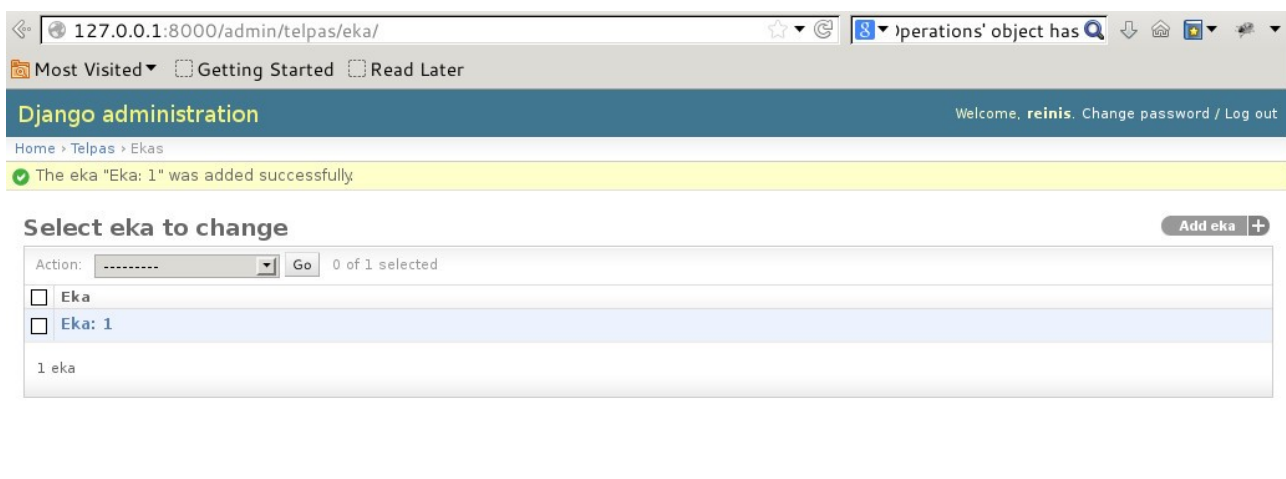 127.0.0.1:8000/admin/telpas/eka/
perations' object has
Most Visited Getting Started Read Later
Django administration
Welcome, reinis. Change password / Log out
Home › Telpas › Ekas
The eka "Eka: 1" was added successfully.
Select eka to change
Add eka
Action: --------- Go 0 of 1 selected
Eka
Eka: 1
1 eka